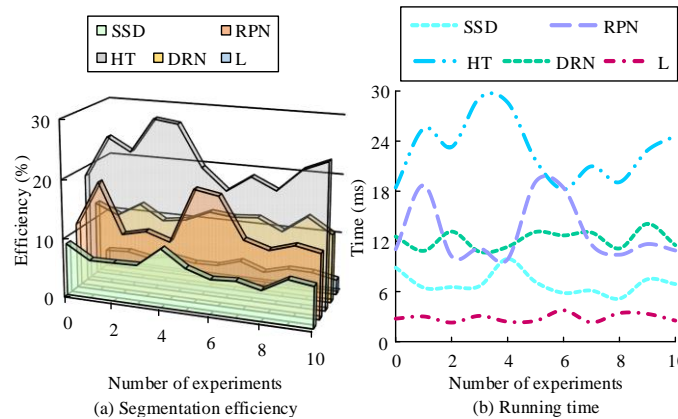 SSD RPN
HT DRN L
Efficiency (%)
30
20
10
0
0 2 4 6 8 10
Number of experiments
(a) Segmentation efficiency
SSD RPN
HT DRN L
Time (ms)
30
24
18
12
6
0
0 2 4 6 8 10
Number of experiments
(b) Running time